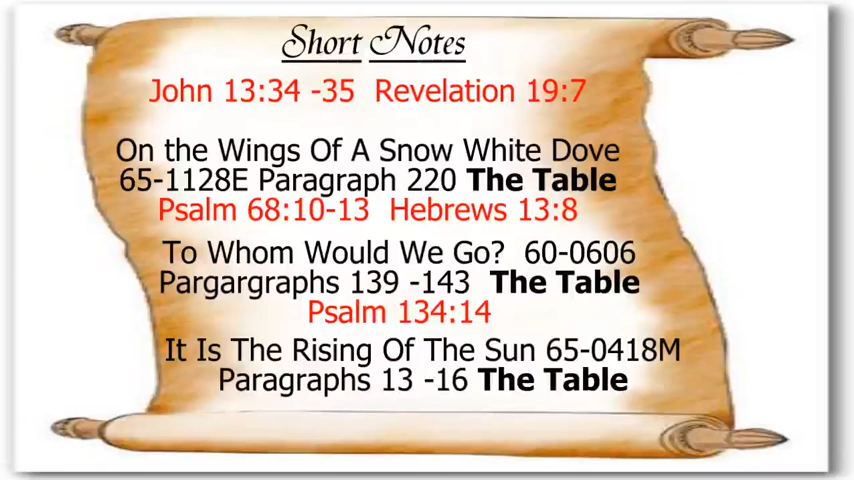 Short Notes
John 13:34 -35  Revelation 19:7
On the Wings Of A Snow White Dove
65-1128E Paragraph 220 The Table
Psalm 68:10-13  Hebrews 13:8
To Whom Would We Go?  60-0606
Pargargraphs 139 -143  The Table
Psalm 134:14
It Is The Rising Of The Sun 65-0418M
Paragraphs 13 -16 The Table